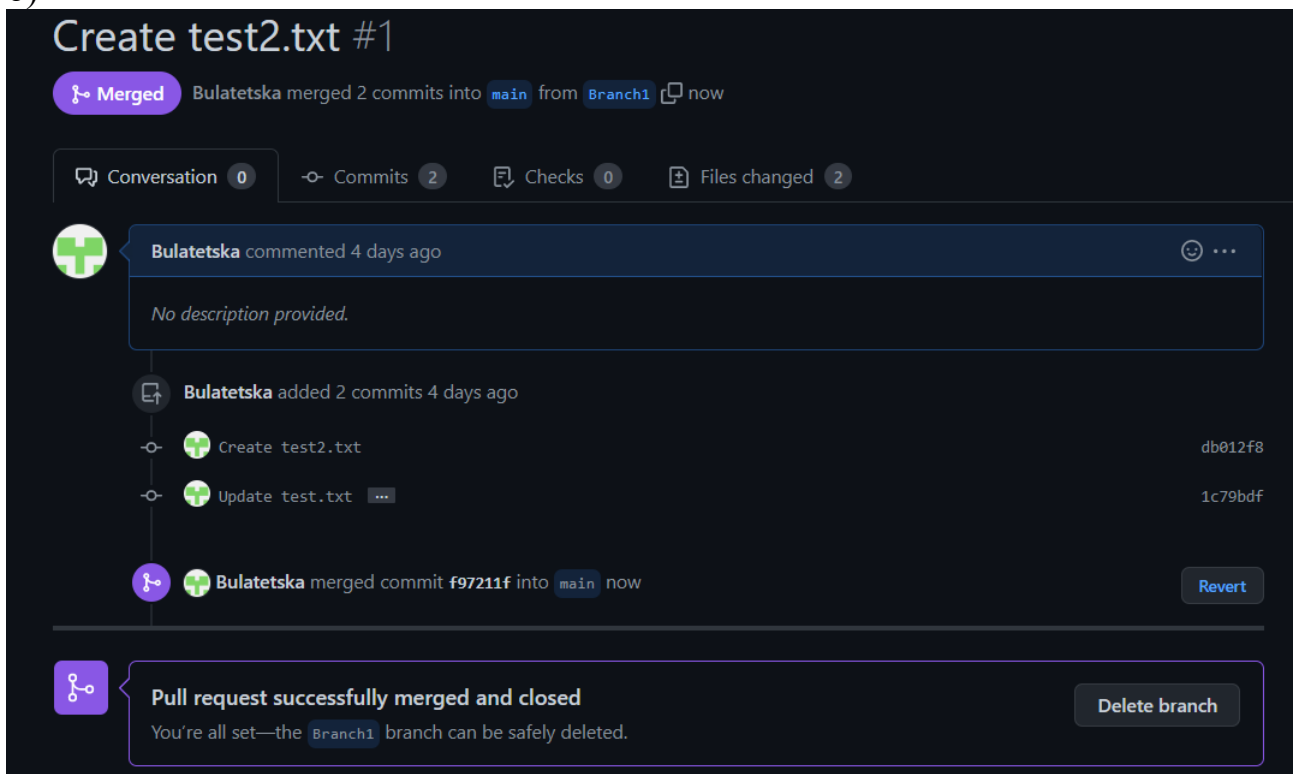 Create test2.txt #1
Merged Bulatetska merged 2 commits into main from Branch1 now
Conversation 0 Commits 2 Checks 0 Files changed 2
Bulatetska commented 4 days ago
No description provided.
Bulatetska added 2 commits 4 days ago
Create test2.txt db012f8
Update test.txt ... 1c79bdf
Bulatetska merged commit f97211f into main now Revert
Pull request successfully merged and closed
You're all set—the Branch1 branch can be safely deleted.
Delete branch